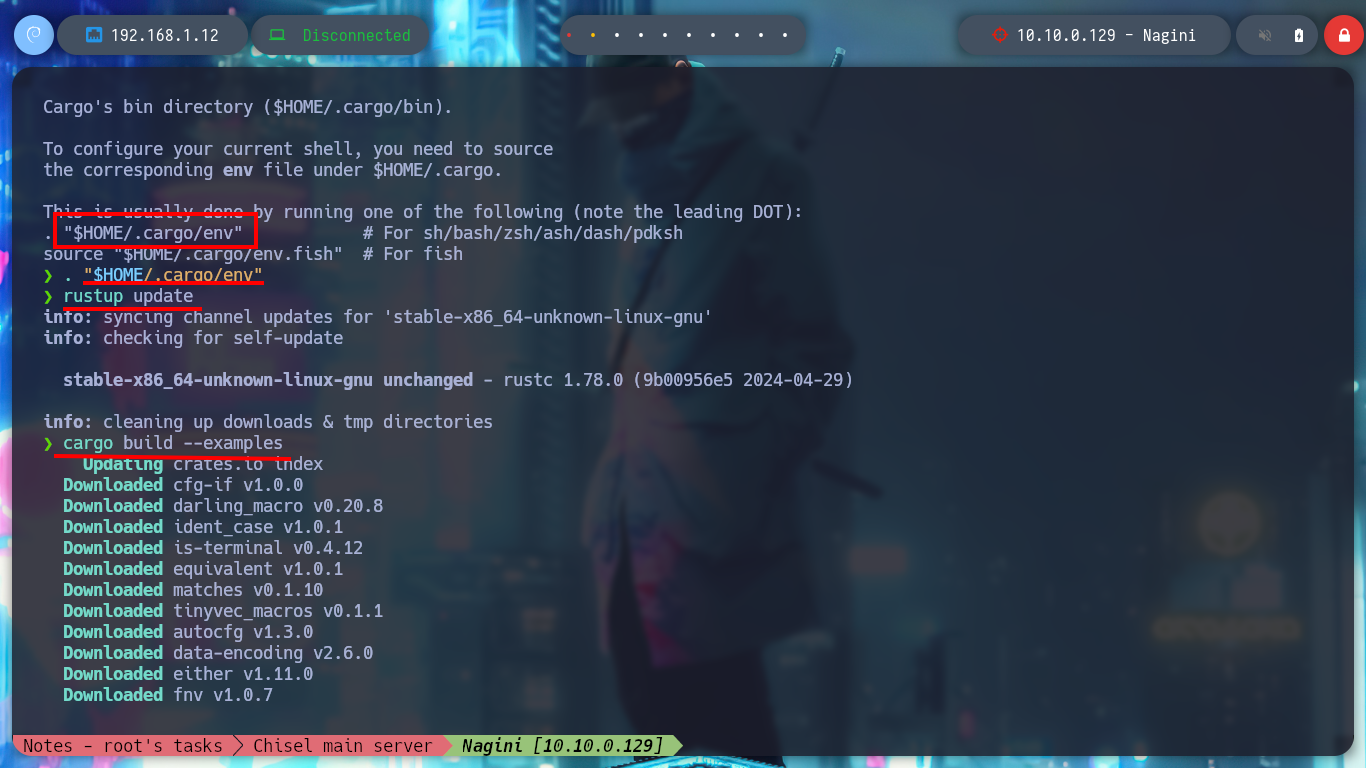 192.168.1.12 Disconnected 10.10.0.129 - Nagini
Cargo's bin directory ($HOME/.cargo/bin).
To configure your current shell, you need to source
the corresponding env file under $HOME/.cargo.
This is usually done by running one of the following (note the leading DOT):
. "$HOME/.cargo/env" # For sh/bash/zsh/ash/dash/pdksh
source "$HOME/.cargo/env.fish" # For fish
❯ . "$HOME/.cargo/env"
❯ rustup update
info: syncing channel updates for 'stable-x86_64-unknown-linux-gnu'
info: checking for self-update
stable-x86_64-unknown-linux-gnu unchanged - rustc 1.78.0 (9b00956e5 2024-04-29)
info: cleaning up downloads & tmp directories
❯ cargo build --examples
Updating crates.io index
Downloaded cfg-if v1.0.0
Downloaded darling_macro v0.20.8
Downloaded ident_case v1.0.1
Downloaded is-terminal v0.4.12
Downloaded equivalent v1.0.1
Downloaded matches v0.1.10
Downloaded tinyvec_macros v0.1.1
Downloaded autocfg v1.3.0
Downloaded data-encoding v2.6.0
Downloaded either v1.11.0
Downloaded fnv v1.0.7
Notes - root's tasks Chisel main server Nagini [10.10.0.129]